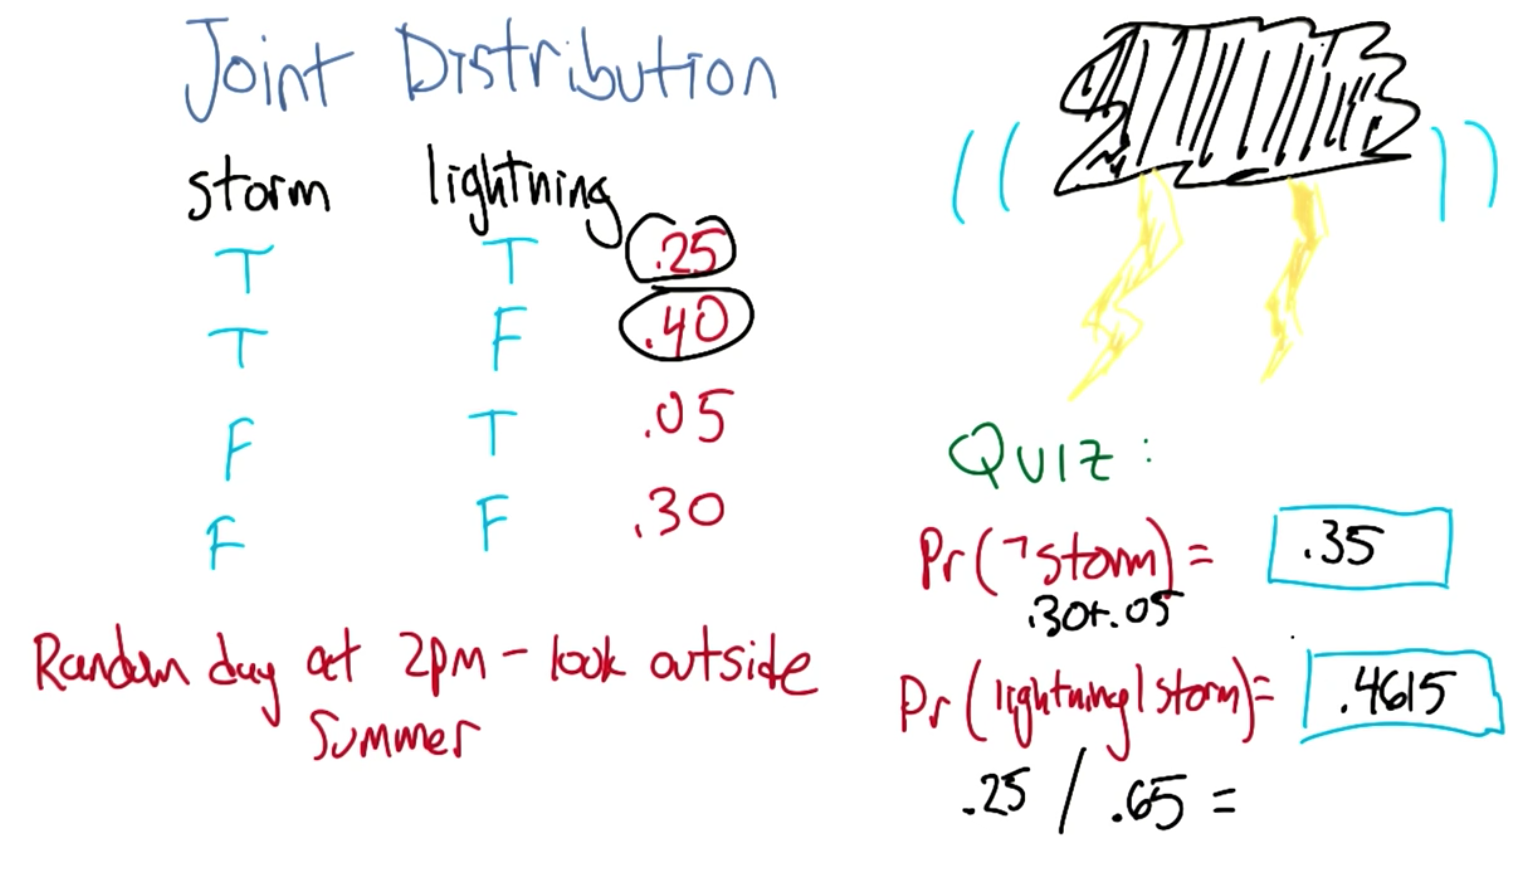 Joint Distribution
storm lightning
T T .25
T F .40
F T .05
F F .30
Random day at 2pm - look outside
Summer
Quiz:
Pr(¬storm) = .35
.30+.05
Pr(lightning|storm)= .4615
.25 / .65 =